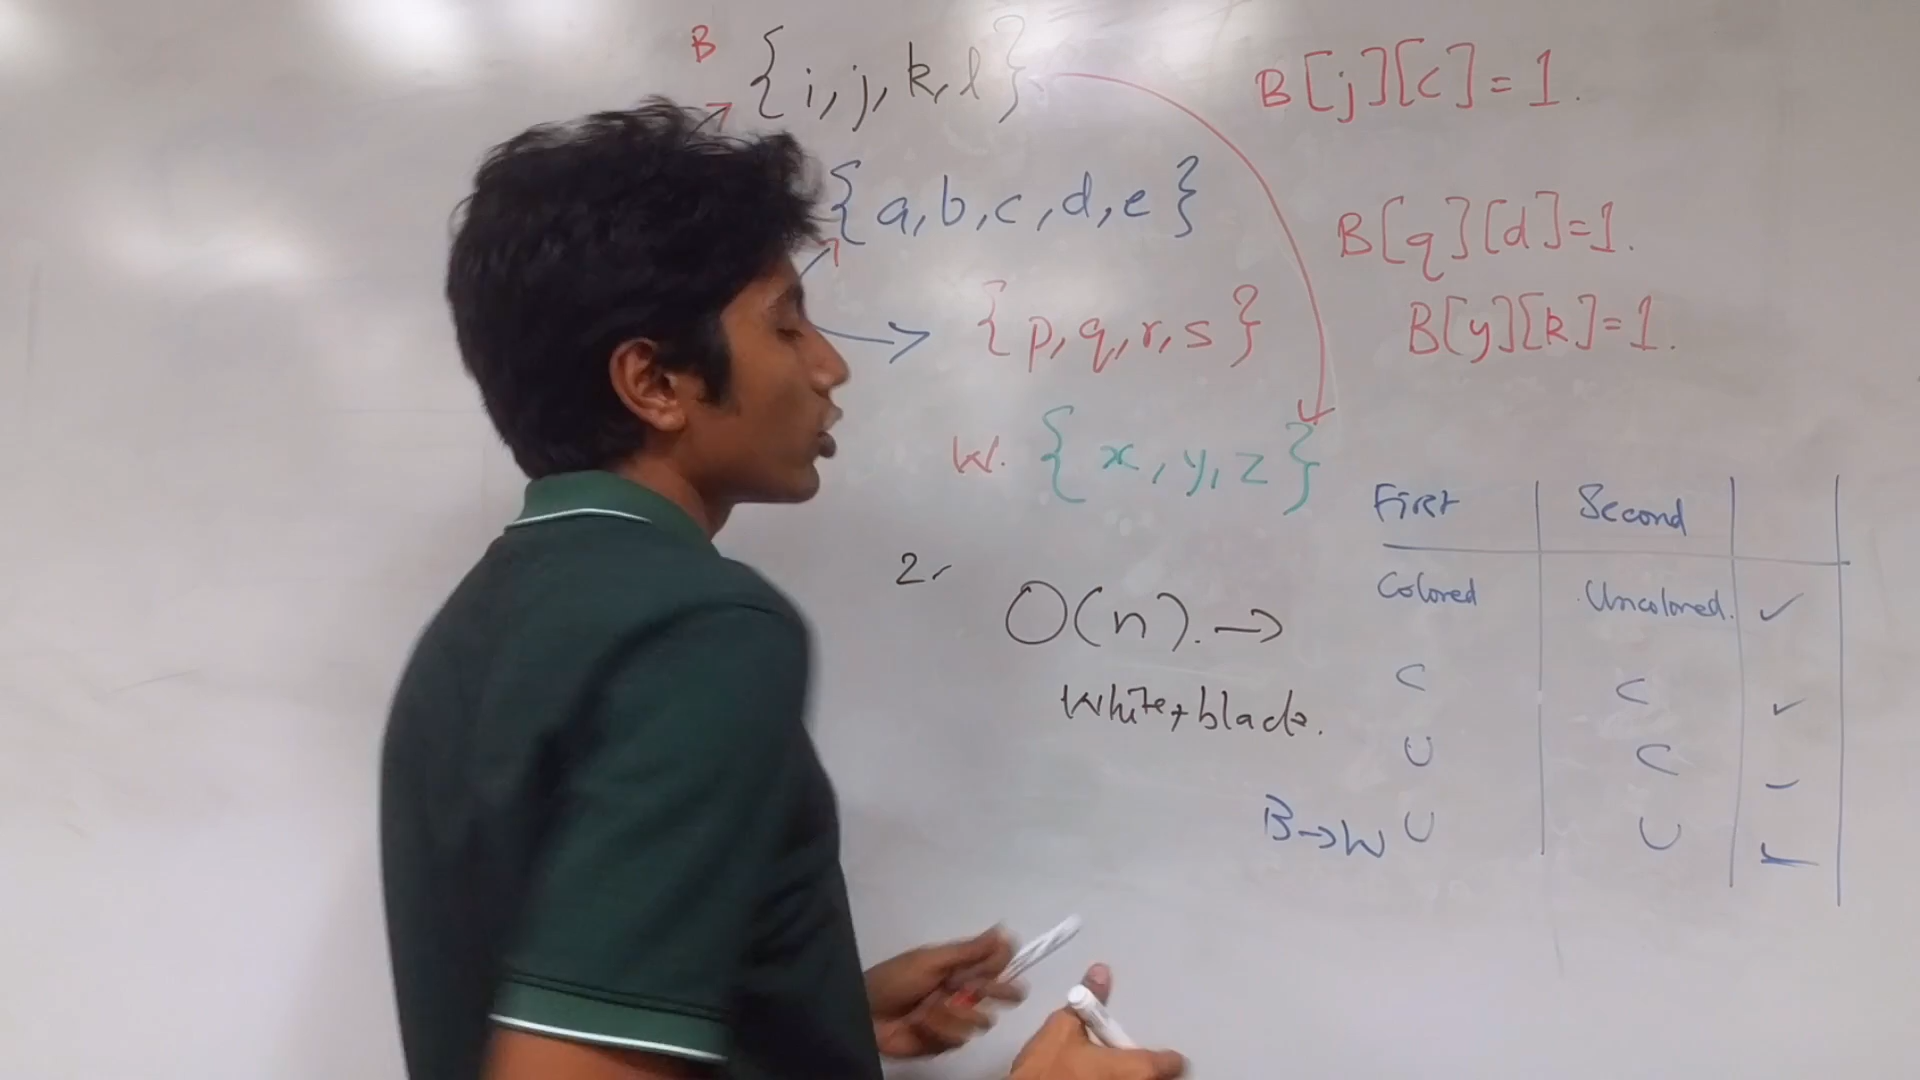 B {i, j, k, l}
B[j][c]=1.
{a, b, c, d, e}
B[q][d]=1.
{p, q, r, s}
B[y][k]=1.
W. {x, y, z}
First Second
2.
O(n). →
Colored Uncolored. ✓
C C ✓
White + black.
U C
B→W U U